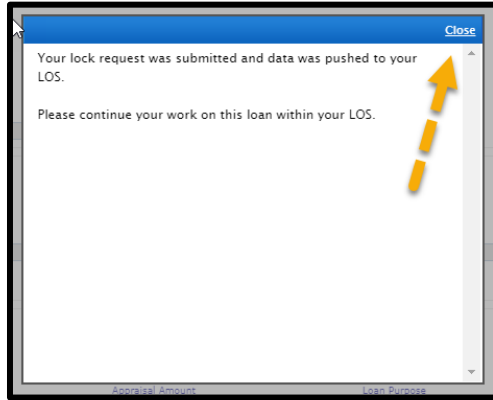 Close
Your lock request was submitted and data was pushed to your
LOS.
Please continue your work on this loan within your LOS.
Appraisal Amount
Loan Purpose